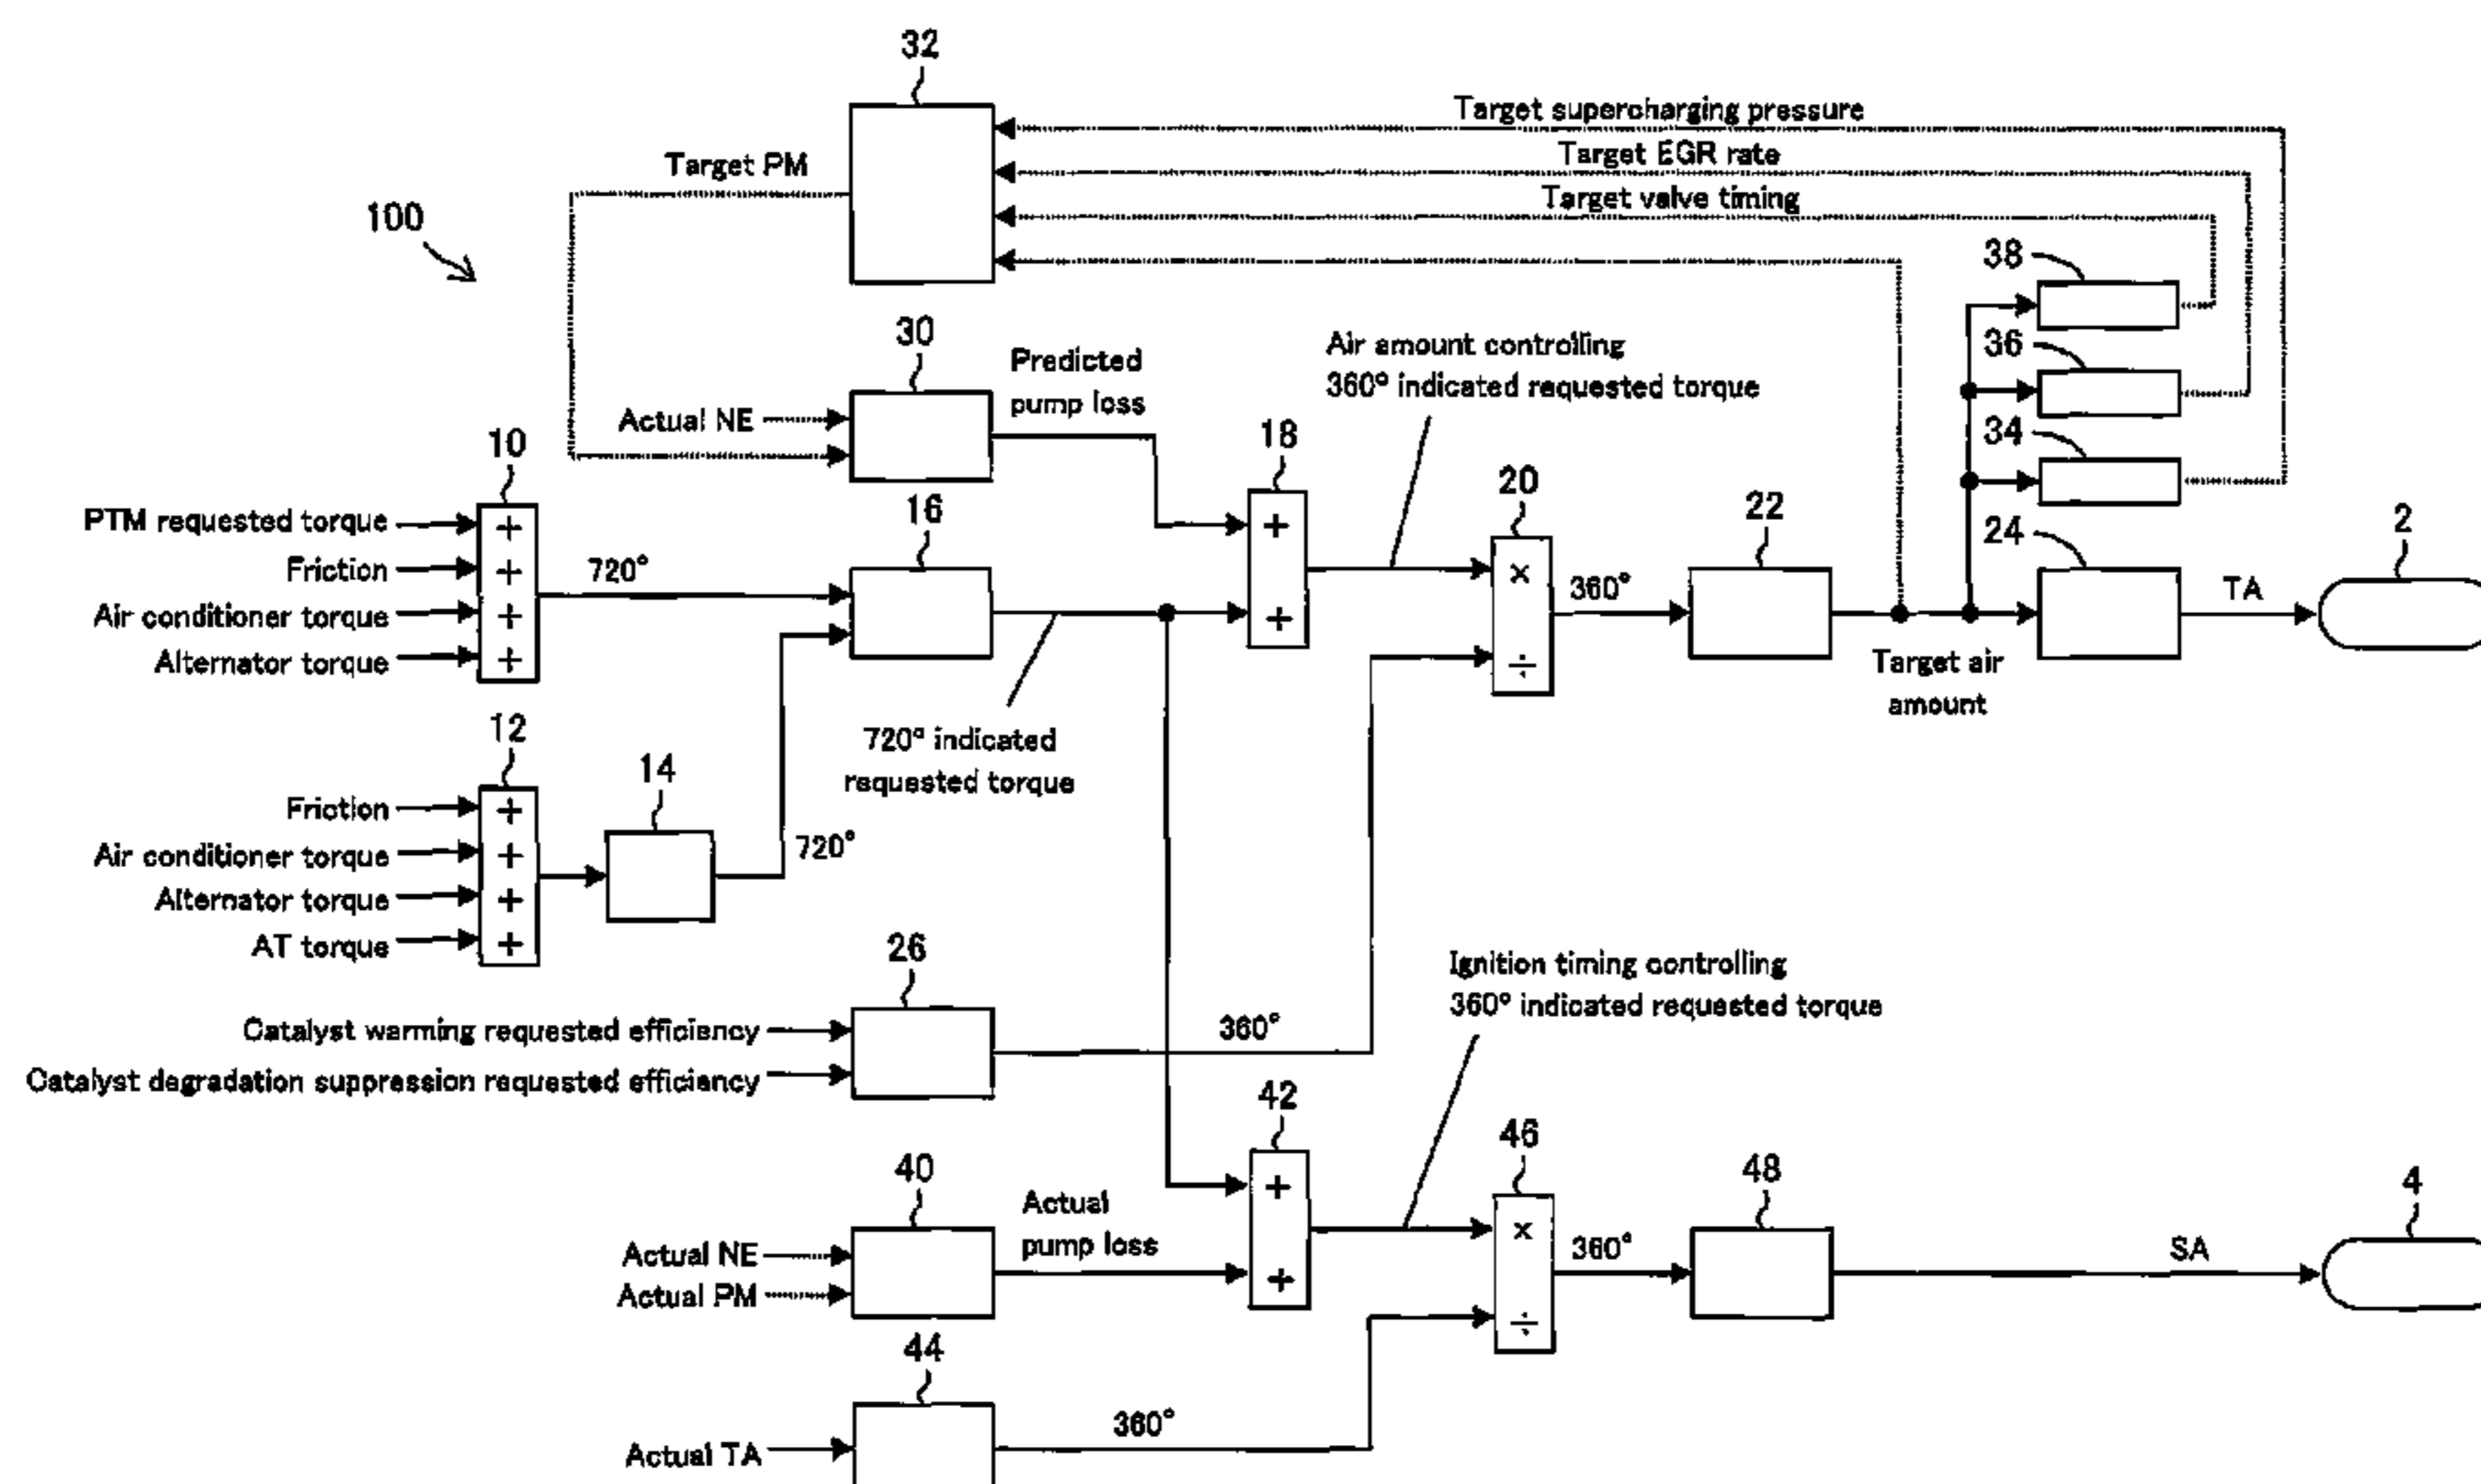 32
Target supercharging pressure
Target PM
Target EGR rate
Target valve timing
100
38
30
Predicted
pump loss
Air amount controlling
360° indicated requested torque
36
Actual NE
10
18
34
PTM requested torque
+
16
+
20
22
24
2
Friction
+
720°
×
360°
TA
Air conditioner torque
+
+
Alternator torque
+
÷
Target air
amount
12
720° indicated
requested torque
14
Friction
+
Air conditioner torque
+
720°
Alternator torque
+
AT torque
+
26
Ignition timing controlling
360° indicated requested torque
Catalyst warming requested efficiency
360°
Catalyst degradation suppression requested efficiency
42
46
40
+
48
4
Actual
pump loss
×
360°
SA
Actual NE
+
Actual PM
÷
44
360°
Actual TA